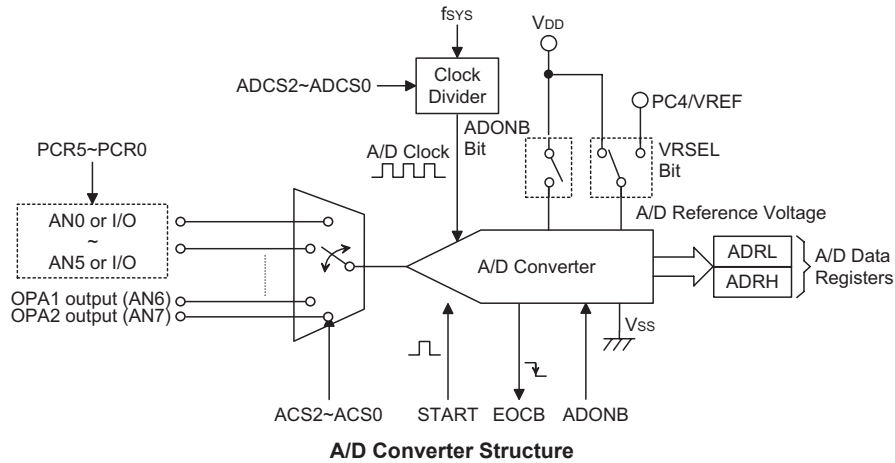 fSYS
VDD
ADCS2~ADCS0
Clock
Divider
PC4/VREF
PCR5~PCR0
A/D Clock
ADONB
Bit
VRSEL
Bit
AN0 or I/O
~
AN5 or I/O
A/D Reference Voltage
A/D Converter
ADRL
ADRH
A/D Data
Registers
OPA1 output (AN6)
OPA2 output (AN7)
VSS
ACS2~ACS0
START
EOCB
ADONB
A/D Converter Structure